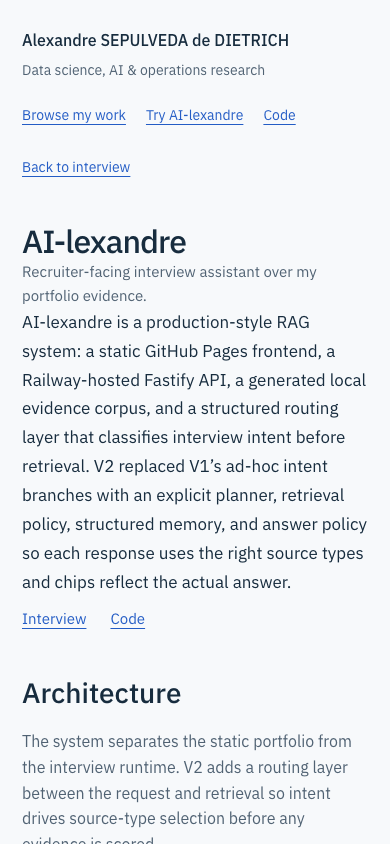 Alexandre SEPULVEDA de DIETRICH
Data science, AI & operations research
Browse my work Try AI-lexandre Code
Back to interview
AI-lexandre
Recruiter-facing interview assistant over my
portfolio evidence.
AI-lexandre is a production-style RAG
system: a static GitHub Pages frontend, a
Railway-hosted Fastify API, a generated local
evidence corpus, and a structured routing
layer that classifies interview intent before
retrieval. V2 replaced V1’s ad-hoc intent
branches with an explicit planner, retrieval
policy, structured memory, and answer policy
so each response uses the right source types
and chips reflect the actual answer.
Interview Code
Architecture
The system separates the static portfolio from
the interview runtime. V2 adds a routing layer
between the request and retrieval so intent
drives source-type selection before any
evidence is scored